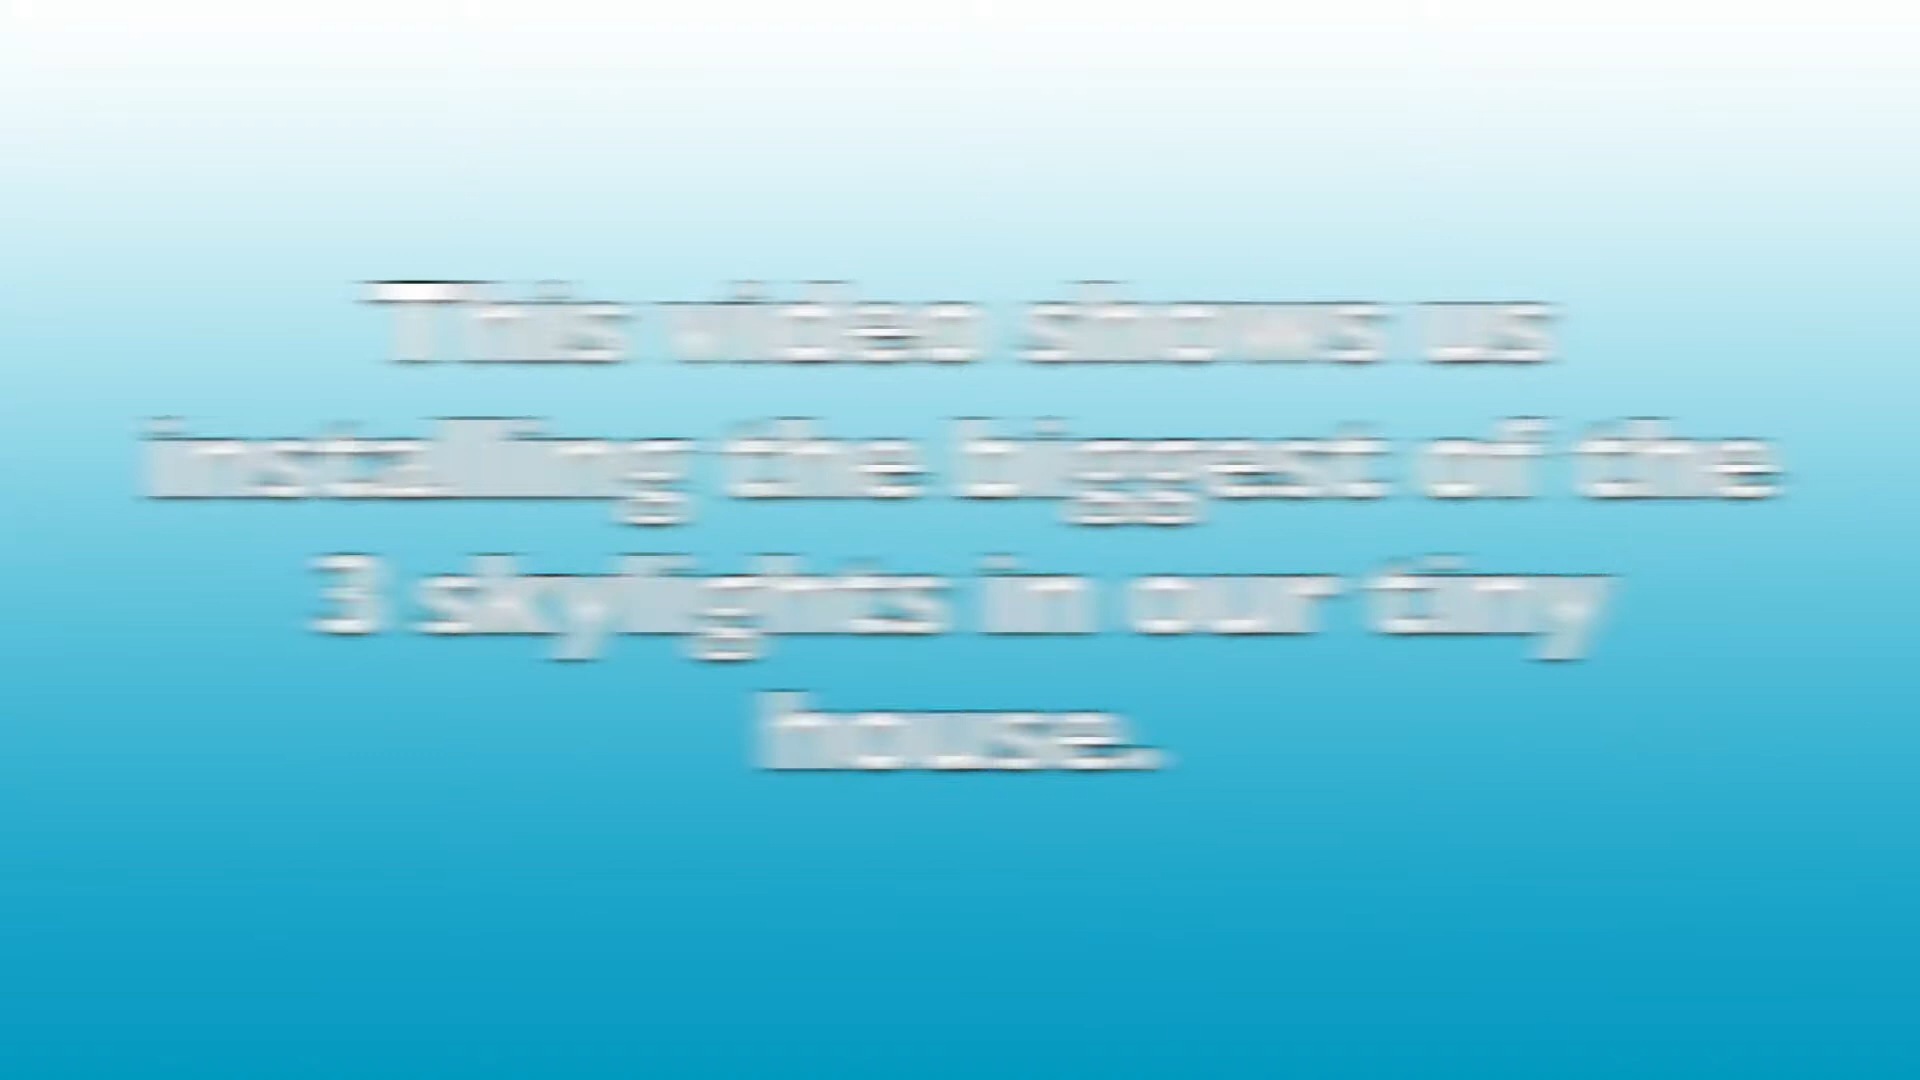 This video shows us
installing the biggest of the
3 skylights in our tiny
house.